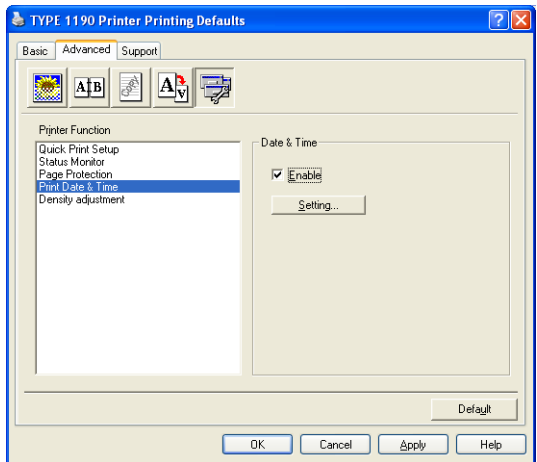 TYPE 1190 Printer Printing Defaults
Basic
Advanced
Support
A B
COPY
A V
Printer Function
Quick Print Setup
Status Monitor
Page Protection
Print Date & Time
Density adjustment
Date & Time
Enable
Setting...
Default
OK
Cancel
Apply
Help